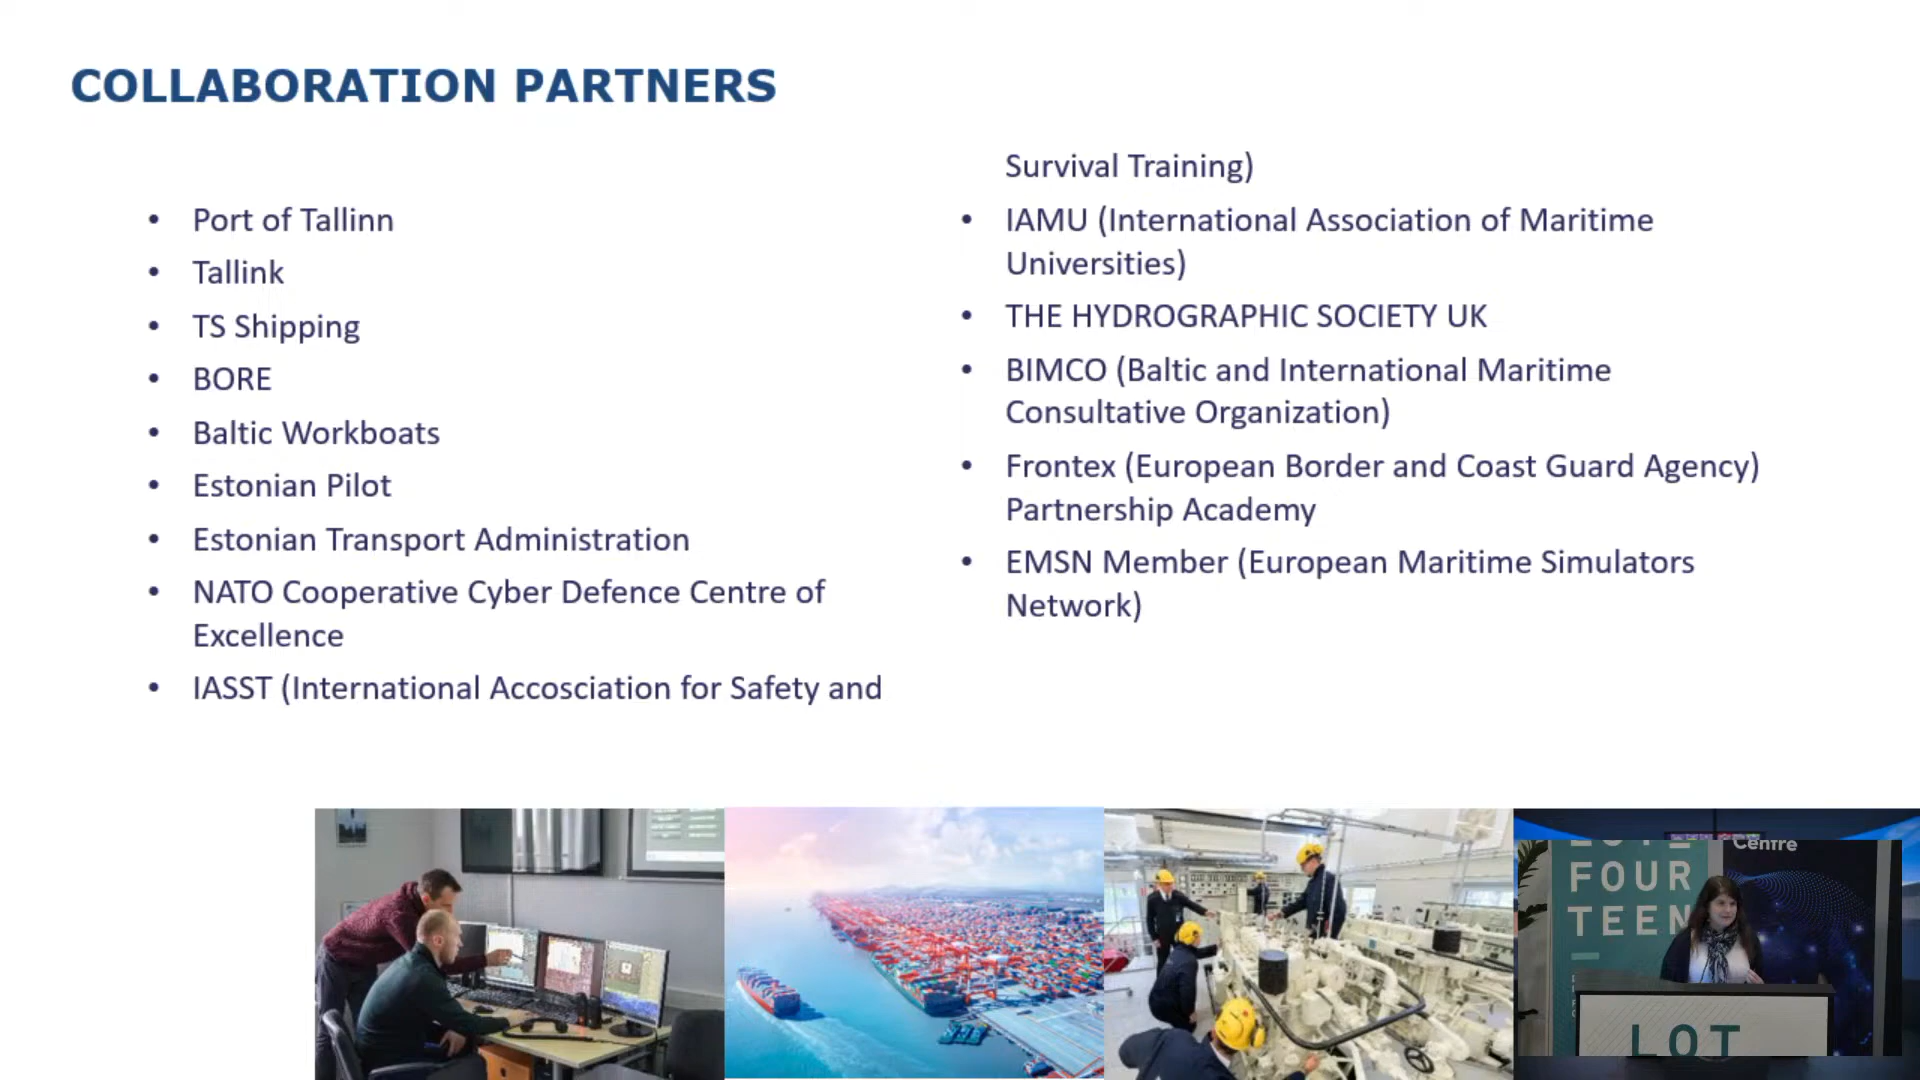 COLLABORATION PARTNERS
• Port of Tallinn
• Tallink
• TS Shipping
• BORE
• Baltic Workboats
• Estonian Pilot
• Estonian Transport Administration
• NATO Cooperative Cyber Defence Centre of
Excellence
• IASST (International Accosciation for Safety and
Survival Training)
• IAMU (International Association of Maritime
Universities)
• THE HYDROGRAPHIC SOCIETY UK
• BIMCO (Baltic and International Maritime
Consultative Organization)
• Frontex (European Border and Coast Guard Agency)
Partnership Academy
• EMSN Member (European Maritime Simulators
Network)
Centre
FOUR
TEEN
LOT